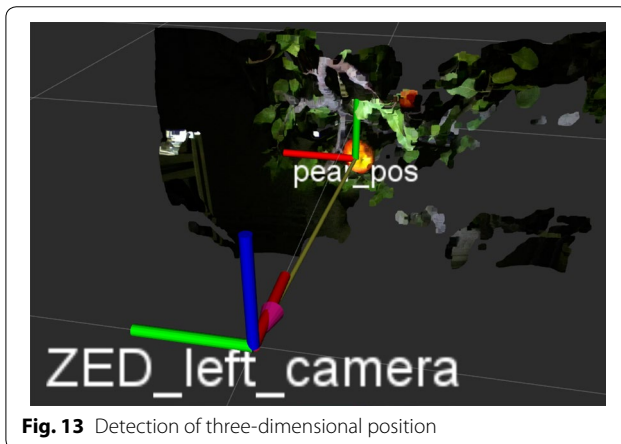 pear_pos
ZED_left_camera
Fig. 13 Detection of three-dimensional position